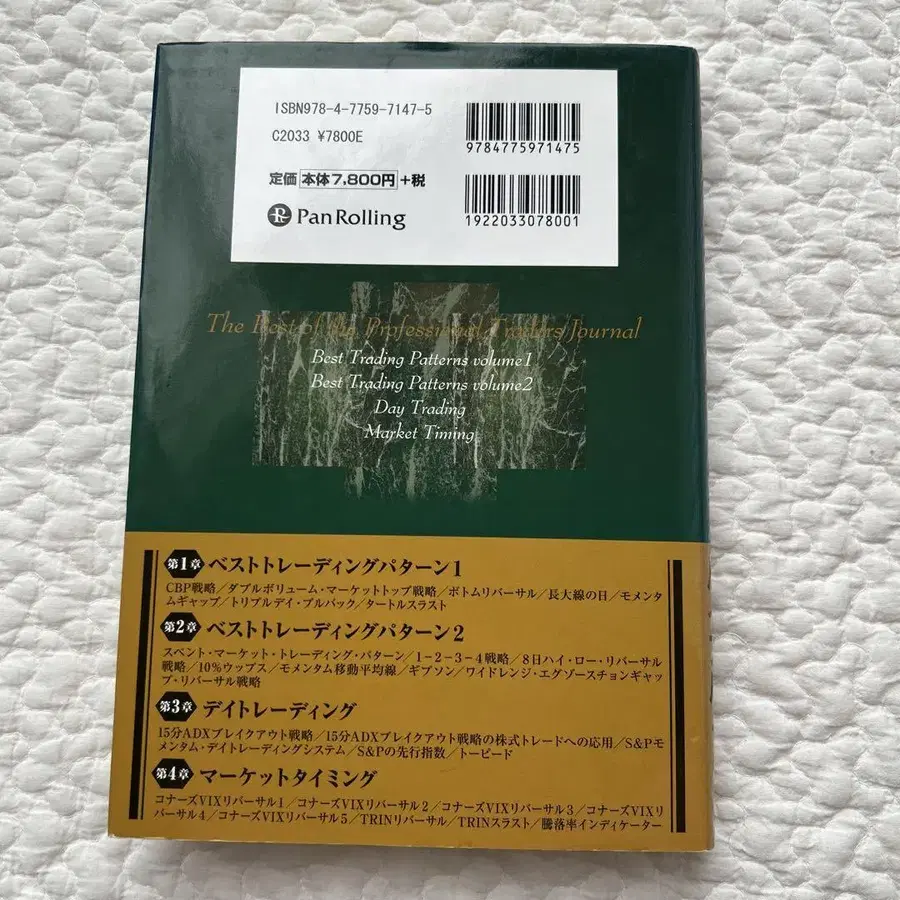 ISBN978-4-7759-7147-5
C2033 ¥7800E
9784775971475
定価 本体7,800円 +税
1922033078001
PanRolling
The Best of the Professional Traders Journal
Best Trading Patterns volume1
Best Trading Patterns volume2
Day Trading
Market Timing
第1章 ベストトレーディングパターン1
CBP戦略／ダブルボリューム・マーケットトップ戦略／ボトムリバーサル／長大線の日／モメンタ
ムギャップ／トリプルデイ・プルバック／タートルスラスト
第2章 ベストトレーディングパターン2
スペント・マーケット・トレーディング・パターン／1－2－3－4戦略／8日ハイ・ロー・リバーサル
戦略／10％ウップス／モメンタム移動平均線／ギブソン／ワイドレンジ・エグゾースチョンギャッ
プ・リバーサル戦略
第3章 デイトレーディング
15分ADXブレイクアウト戦略／15分ADXブレイクアウト戦略の株式トレードへの応用／S&Pモ
メンタム・デイトレーディングシステム／S&Pの先行指数／トーピード
第4章 マーケットタイミング
コナーズVIXリバーサル1／コナーズVIXリバーサル2／コナーズVIXリバーサル3／コナーズVIXリ
バーサル4／コナーズVIXリバーサル5／TRINリバーサル／TRINスラスト／騰落率インディケーター